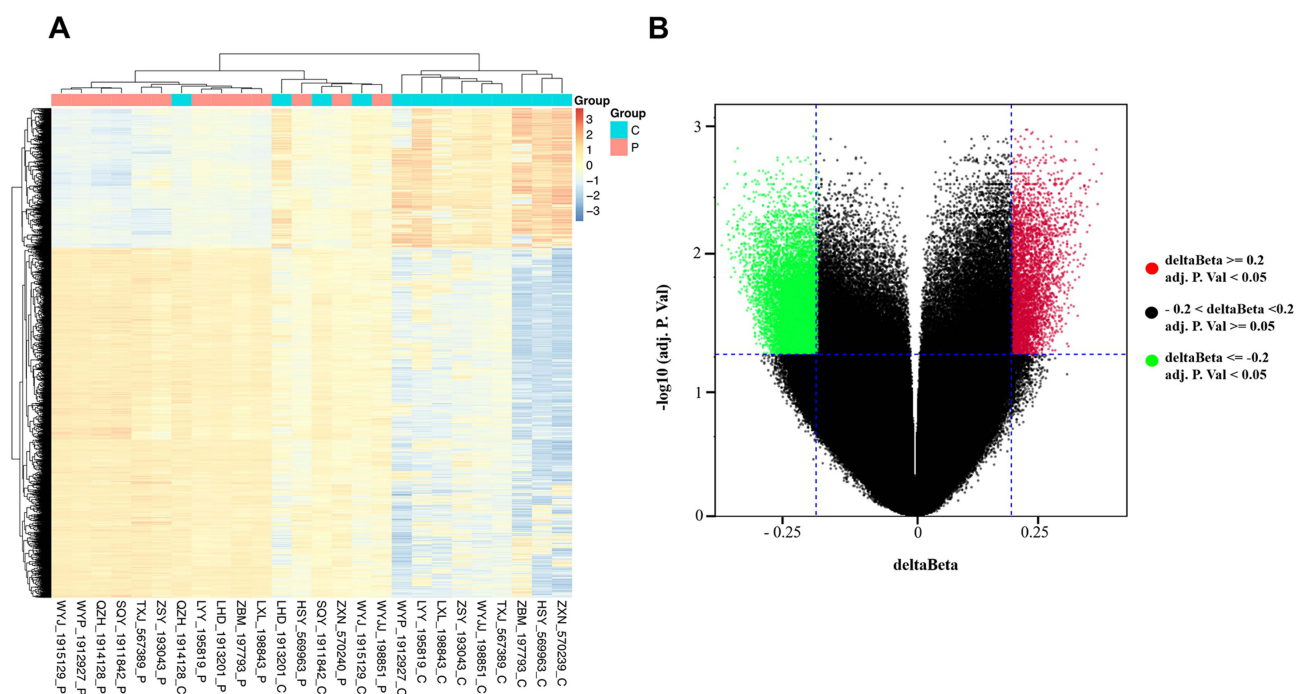 A
B
Group
3
2
1
0
−1
−2
−3
Group
C
P
WYJ_1915129_P
WYP_1912927_P
QZH_1914128_P
SQY_1911842_P
TXJ_567389_P
ZSY_193043_P
QZH_1914128_C
LYY_195819_P
LHD_1913201_P
ZBM_197793_P
LXL_198843_P
LHD_1913201_C
HSY_569963_P
SQY_1911842_C
ZXN_570240_P
WYJ_1915129_C
WYJJ_198851_P
WYP_1912927_C
LYY_195819_C
LXL_198843_C
ZSY_193043_C
WYJJ_198851_C
TXJ_567389_C
ZBM_197793_C
HSY_569963_C
ZXN_570239_C
-log10 (adj. P. Val)
3
2
1
0
- 0.25
0
0.25
deltaBeta
deltaBeta >= 0.2
adj. P. Val < 0.05
- 0.2 < deltaBeta <0.2
adj. P. Val >= 0.05
deltaBeta <= -0.2
adj. P. Val < 0.05